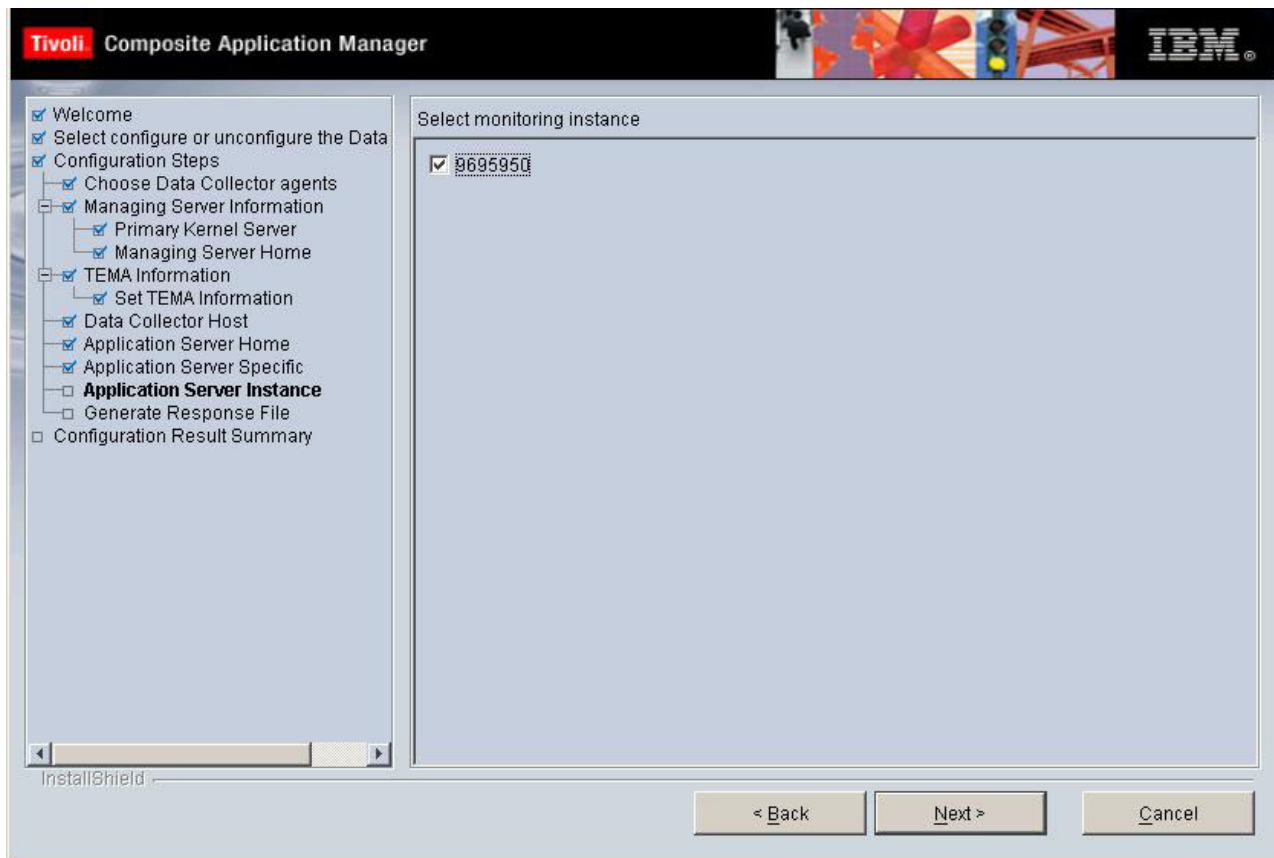 Tivoli. Composite Application Manager
IBM®
Welcome
Select configure or unconfigure the Data
Configuration Steps
Choose Data Collector agents
Managing Server Information
Primary Kernel Server
Managing Server Home
TEMA Information
Set TEMA Information
Data Collector Host
Application Server Home
Application Server Specific
Application Server Instance
Generate Response File
Configuration Result Summary
Select monitoring instance
9695950
InstallShield
< Back
Next >
Cancel